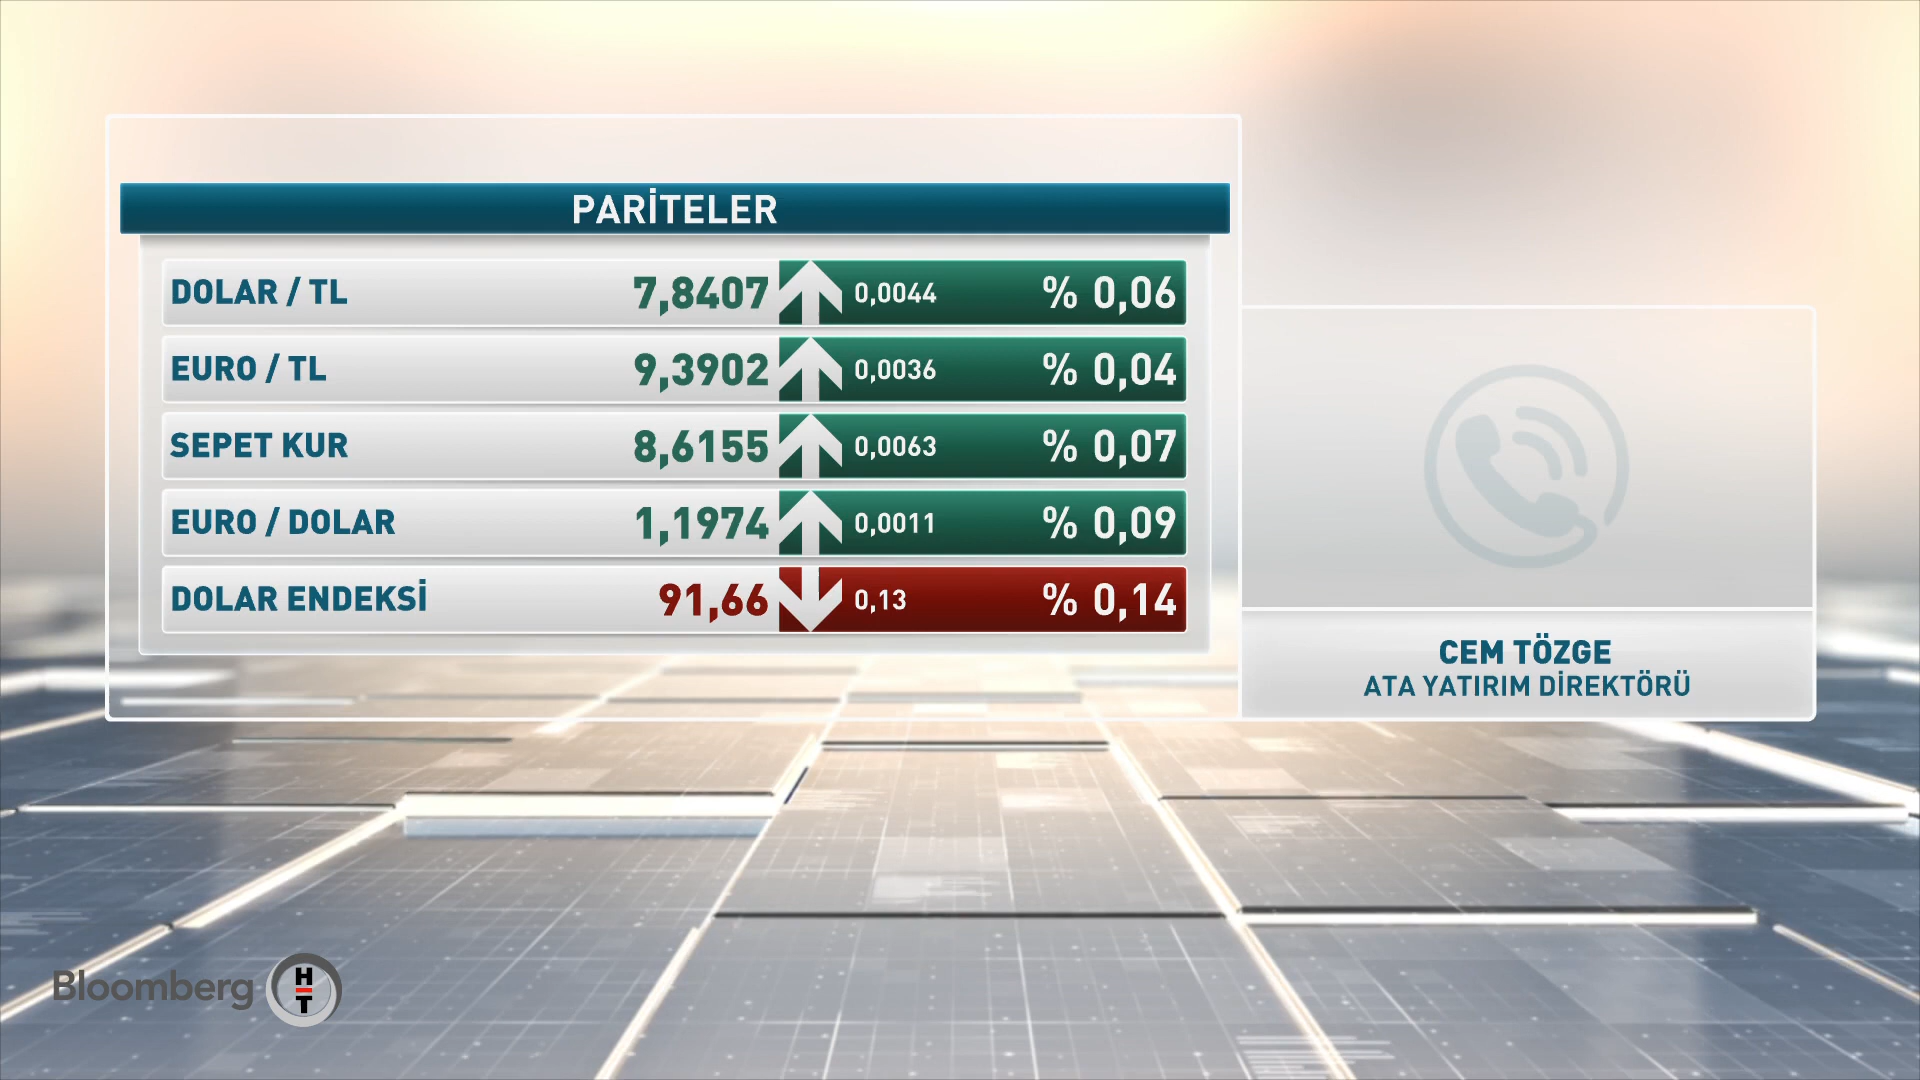 PARİTELER
DOLAR / TL 7,8407 0,0044 % 0,06
EURO / TL 9,3902 0,0036 % 0,04
SEPET KUR 8,6155 0,0063 % 0,07
EURO / DOLAR 1,1974 0,0011 % 0,09
DOLAR ENDEKSİ 91,66 0,13 % 0,14
CEM TÖZGE
ATA YATIRIM DİREKTÖRÜ
Bloomberg HT